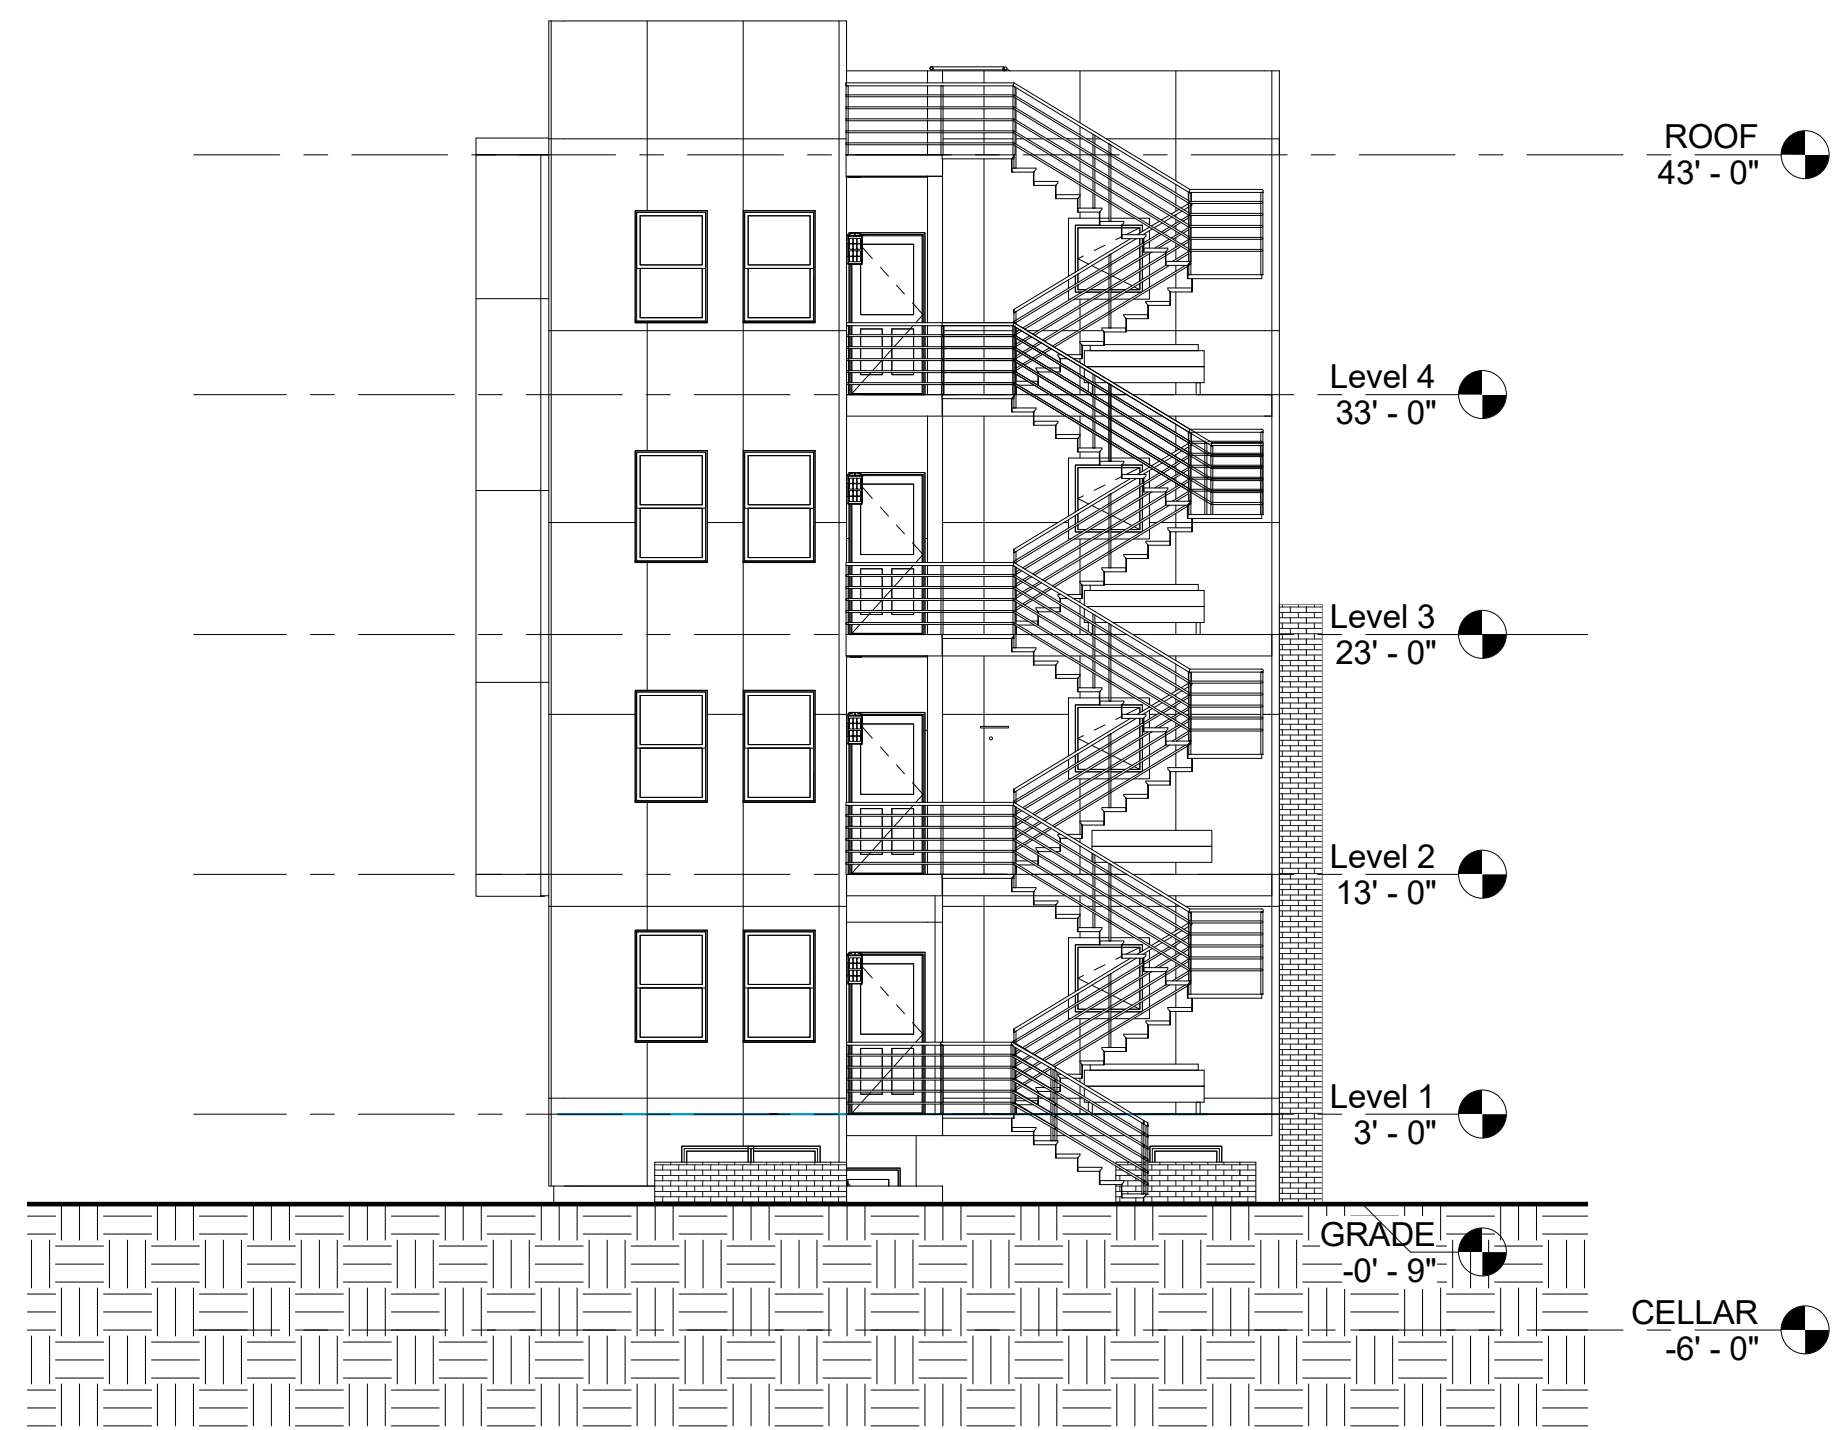 ROOF
43' - 0"
Level 4
33' - 0"
Level 3
23' - 0"
Level 2
13' - 0"
Level 1
3' - 0"
GRADE
-0' - 9"
CELLAR
-6' - 0"